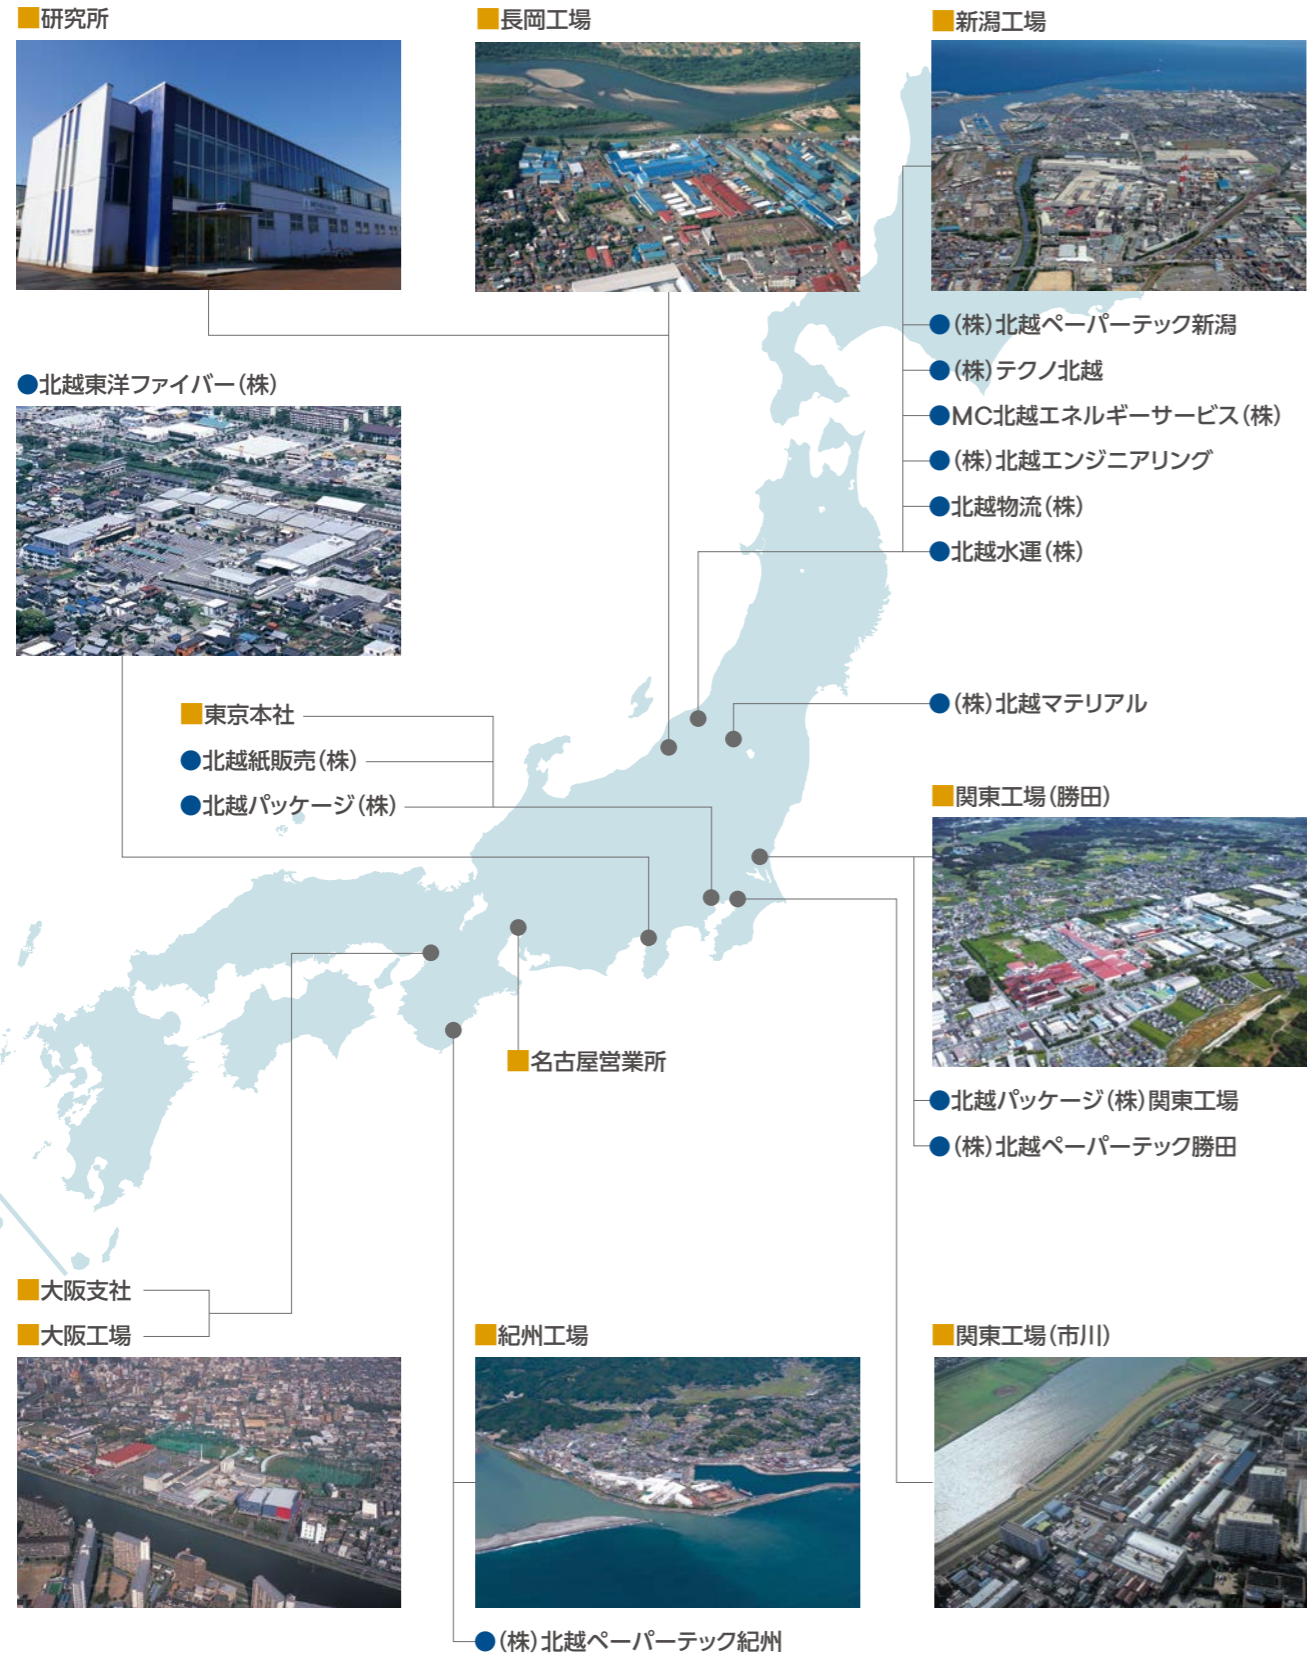 ■研究所
■長岡工場
■新潟工場
●(株)北越ペーパーテック新潟
●(株)テクノ北越
●MC北越エネルギーサービス(株)
●(株)北越エンジニアリング
●北越物流(株)
●北越水運(株)
●北越東洋ファイバー(株)
●(株)北越マテリアル
■東京本社
●北越紙販売(株)
●北越パッケージ(株)
■関東工場(勝田)
●北越パッケージ(株)関東工場
●(株)北越ペーパーテック勝田
■名古屋営業所
■大阪支社
■大阪工場
■紀州工場
●(株)北越ペーパーテック紀州
■関東工場(市川)